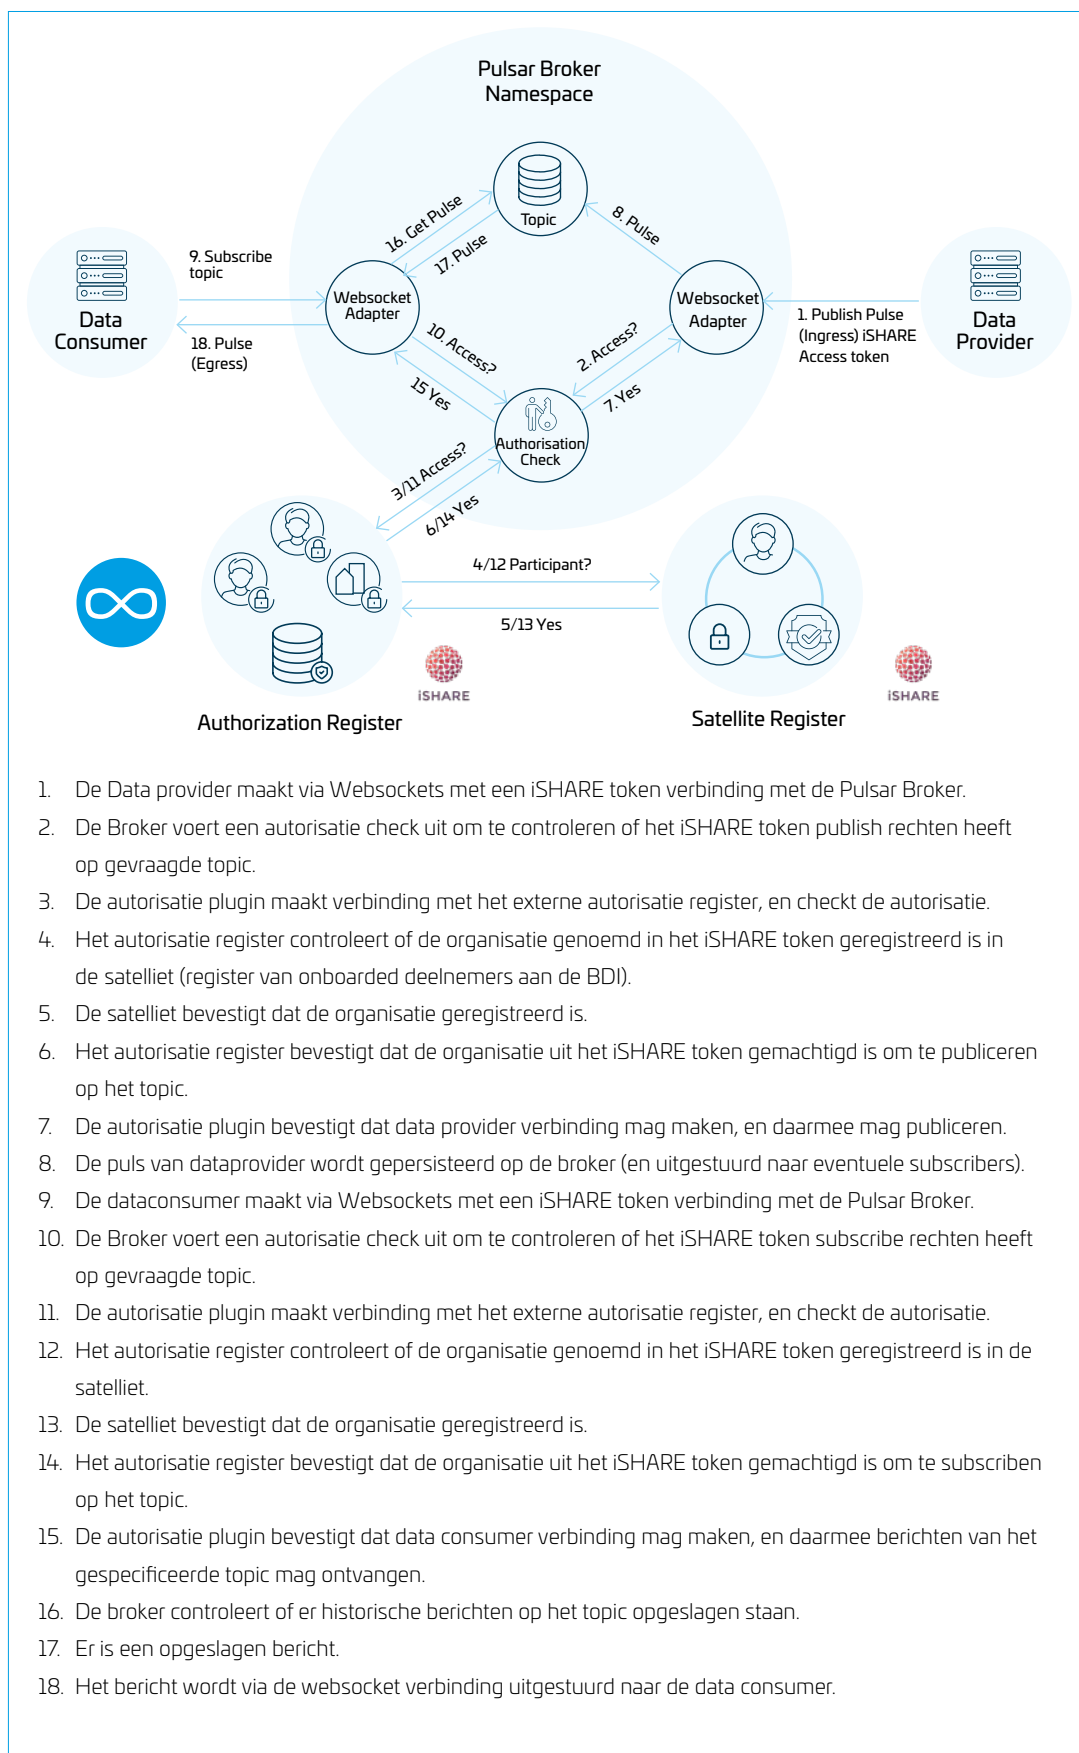 Pulsar Broker
Namespace
Topic
16. Get Pulse
17. Pulse
8. Pulse
9. Subscribe
topic
Data
Consumer
18. Pulse
(Egress)
Websocket
Adapter
Websocket
Adapter
1. Publish Pulse
(Ingress) iSHARE
Access token
Data
Provider
10. Access?
15 Yes
2. Access?
7. Yes
Authorisation
Check
3/11 Access?
6/14 Yes
4/12 Participant?
5/13 Yes
iSHARE
Authorization Register
iSHARE
Satellite Register
1. De Data provider maakt via Websockets met een iSHARE token verbinding met de Pulsar Broker.
2. De Broker voert een autorisatie check uit om te controleren of het iSHARE token publish rechten heeft
op gevraagde topic.
3. De autorisatie plugin maakt verbinding met het externe autorisatie register, en checkt de autorisatie.
4. Het autorisatie register controleert of de organisatie genoemd in het iSHARE token geregistreerd is in
de satelliet (register van onboarded deelnemers aan de BDI).
5. De satelliet bevestigt dat de organisatie geregistreerd is.
6. Het autorisatie register bevestigt dat de organisatie uit het iSHARE token gemachtigd is om te publiceren
op het topic.
7. De autorisatie plugin bevestigt dat data provider verbinding mag maken, en daarmee mag publiceren.
8. De puls van dataprovider wordt gepersisteerd op de broker (en uitgestuurd naar eventuele subscribers).
9. De dataconsumer maakt via Websockets met een iSHARE token verbinding met de Pulsar Broker.
10. De Broker voert een autorisatie check uit om te controleren of het iSHARE token subscribe rechten heeft
op gevraagde topic.
11. De autorisatie plugin maakt verbinding met het externe autorisatie register, en checkt de autorisatie.
12. Het autorisatie register controleert of de organisatie genoemd in het iSHARE token geregistreerd is in de
satelliet.
13. De satelliet bevestigt dat de organisatie geregistreerd is.
14. Het autorisatie register bevestigt dat de organisatie uit het iSHARE token gemachtigd is om te subscriben
op het topic.
15. De autorisatie plugin bevestigt dat data consumer verbinding mag maken, en daarmee berichten van het
gespecificeerde topic mag ontvangen.
16. De broker controleert of er historische berichten op het topic opgeslagen staan.
17. Er is een opgeslagen bericht.
18. Het bericht wordt via de websocket verbinding uitgestuurd naar de data consumer.